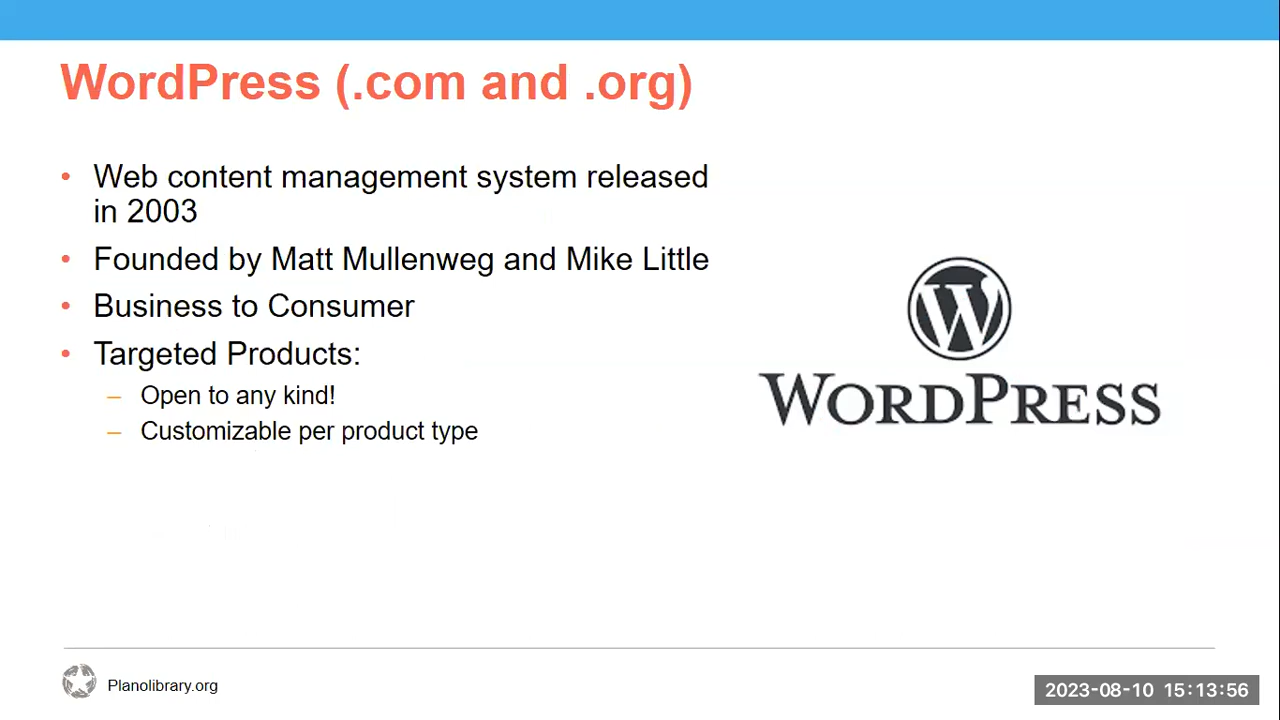 WordPress (.com and .org)
• Web content management system released
in 2003
• Founded by Matt Mullenweg and Mike Little
• Business to Consumer
• Targeted Products:
– Open to any kind!
– Customizable per product type
W
WORDPRESS
Planolibrary.org
2023-08-10 15:13:56